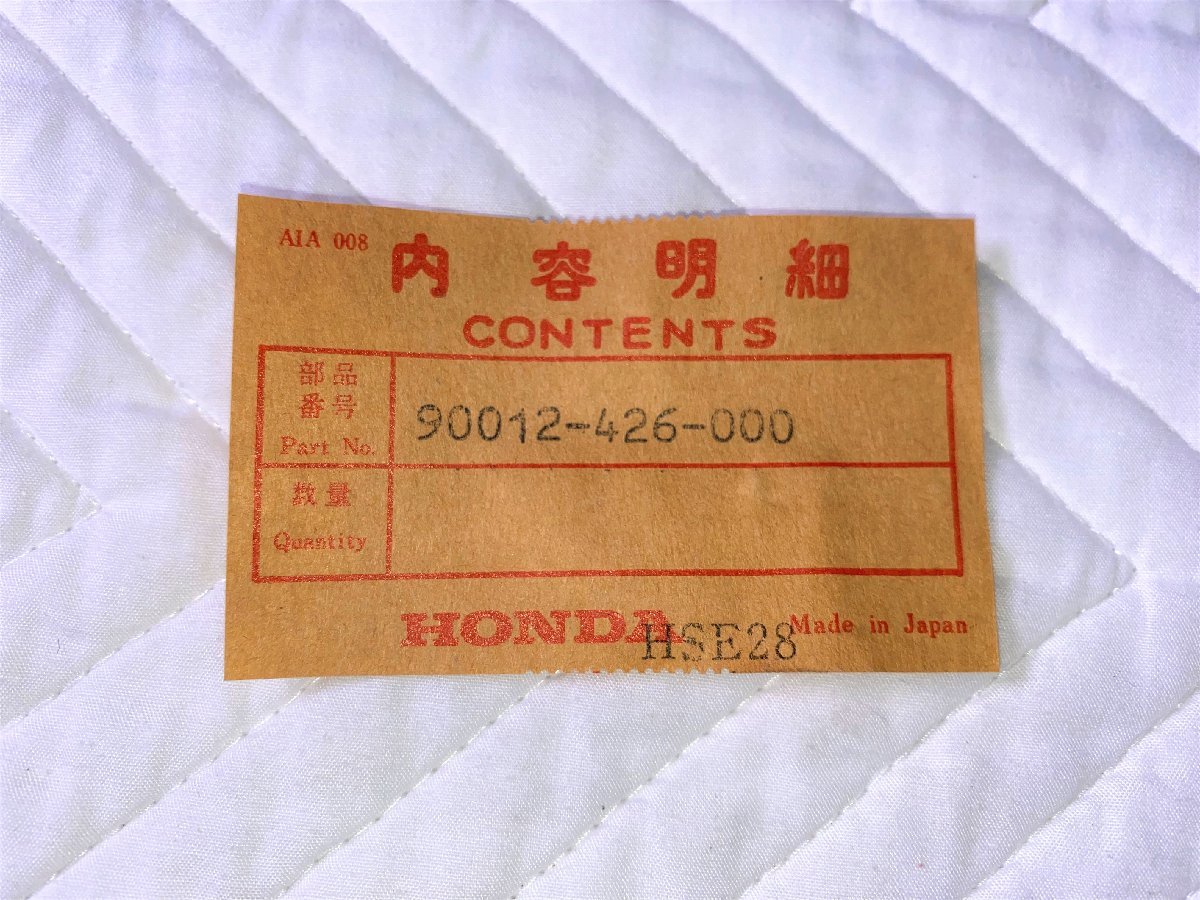 AIA 008
内容明細
CONTENTS
部品
番号
Part No.
90012-426-000
数量
Quantity
HONDA
HSE28
Made in Japan